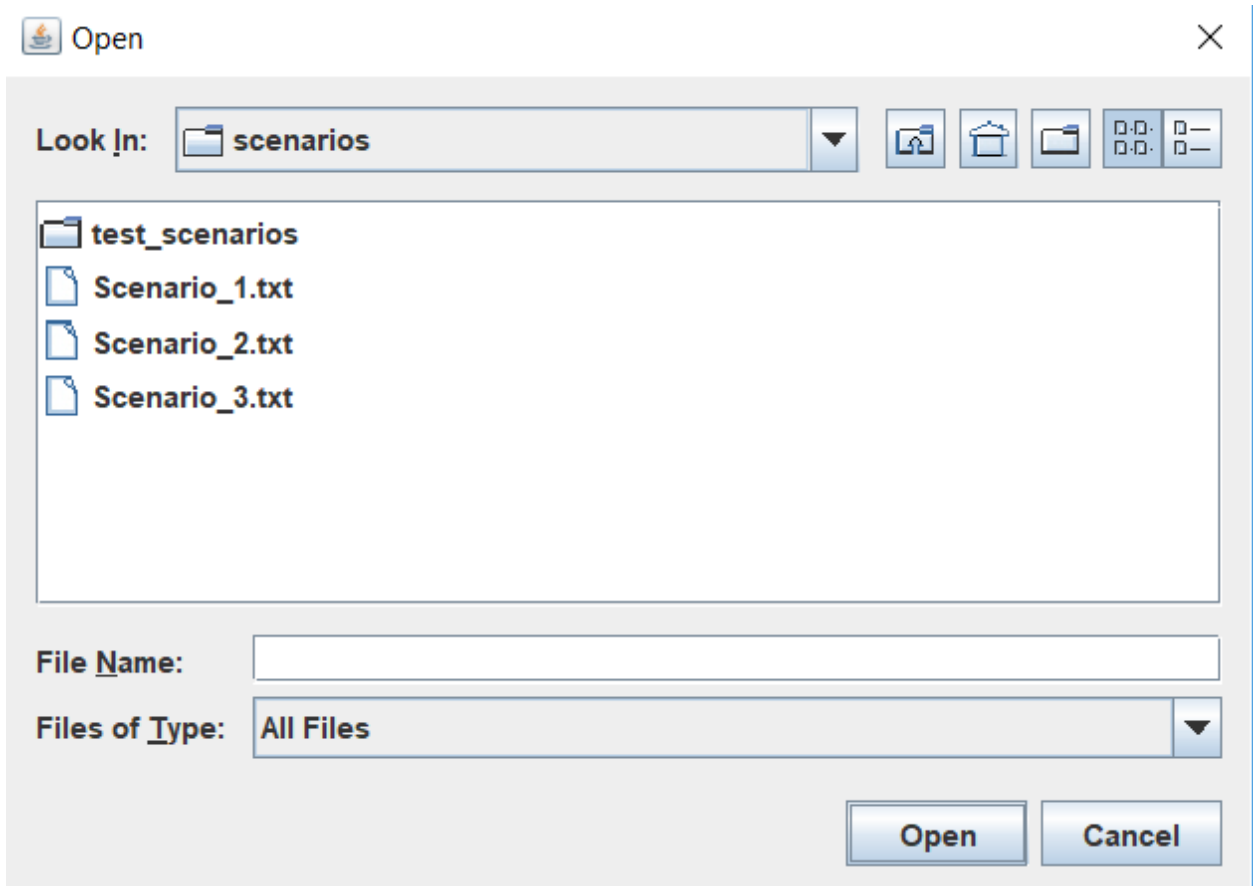 Open
Look In: scenarios
test_scenarios
Scenario_1.txt
Scenario_2.txt
Scenario_3.txt
File Name:
Files of Type: All Files
Open Cancel